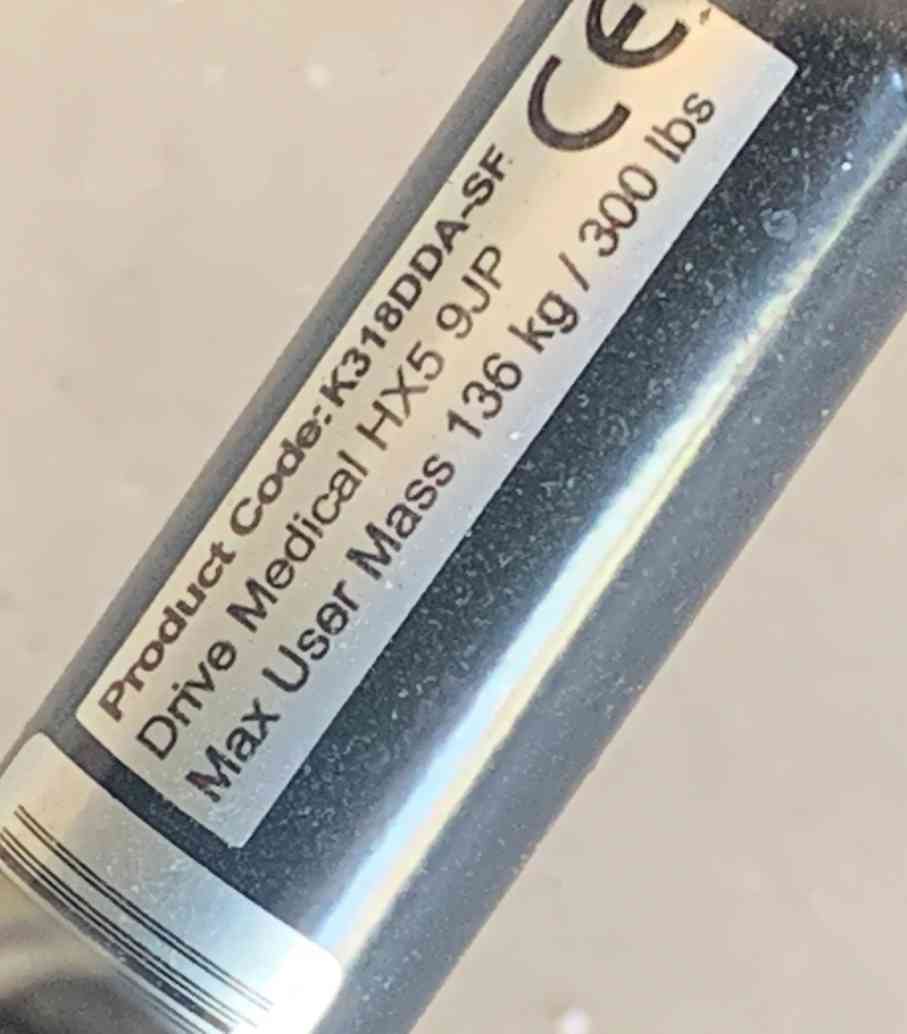 CE
Product Code: K318DDA-SF
Drive Medical HX5 9JP
Max User Mass 136 kg / 300 lbs